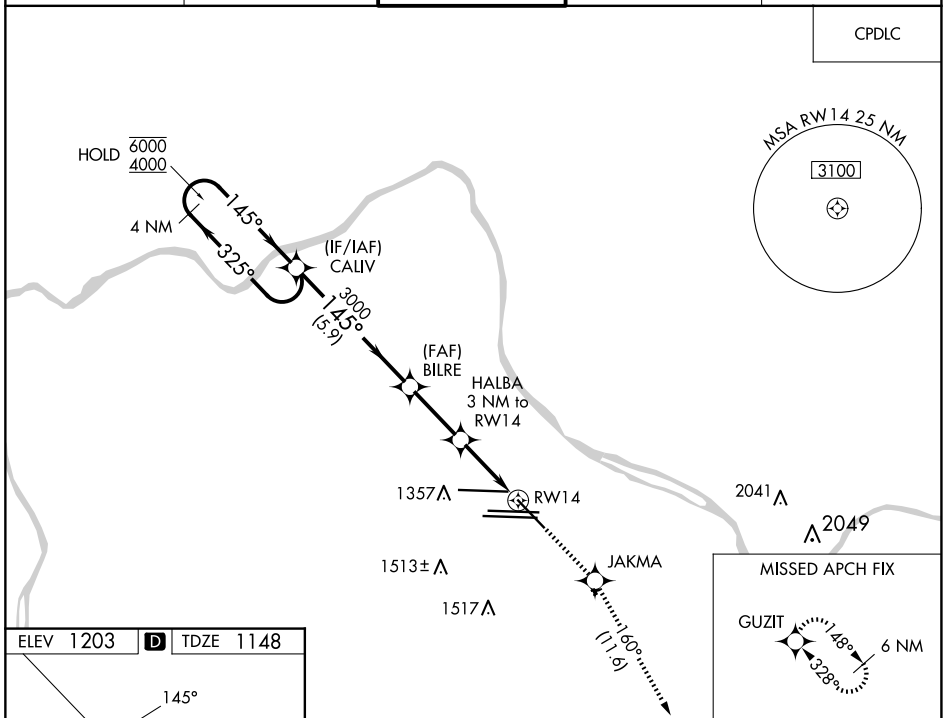 CPDLC
MSA RW14 25 NM
3100
HOLD
6000
4000
4 NM
145°
325°
(IF/IAF)
CALIV
3000
145°
(5.9)
(FAF)
BILRE
HALBA
3 NM to
RW14
1357
RW14
2041
2049
1513±
JAKMA
1517
160°
(11.6)
MISSED APCH FIX
GUZIT
148°
328°
6 NM
ELEV 1203 D TDZE 1148
145°